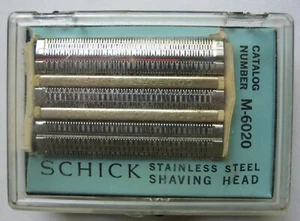 SCHICK
STAINLESS STEEL
SHAVING HEAD
CATALOG
NUMBER M-6020